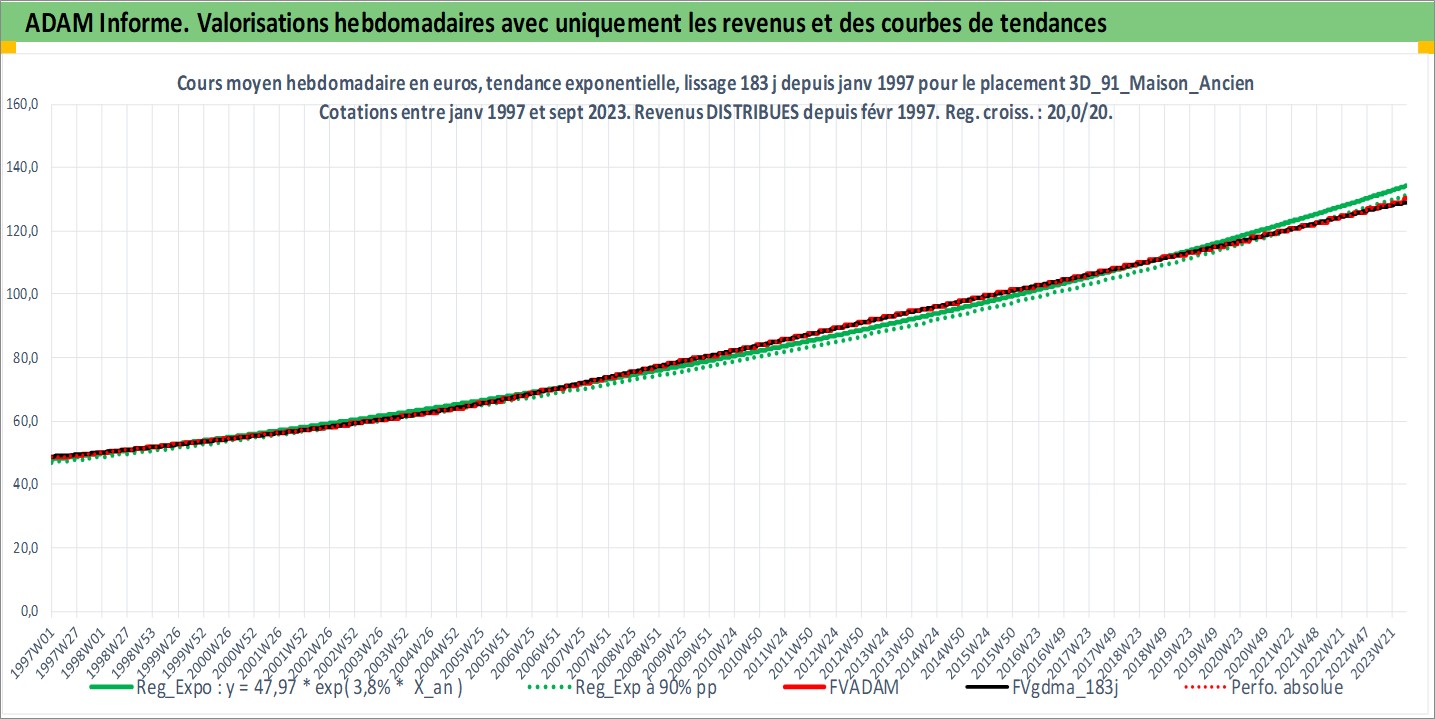 ADAM Informe. Valorisations hebdomadaires avec uniquement les revenus et des courbes de tendances
Cours moyen hebdomadaire en euros, tendance exponentielle, lissage 183 j depuis janv 1997 pour le placement 3D_91_Maison_Ancien
Cotations entre janv 1997 et sept 2023. Revenus DISTRIBUES depuis févr 1997. Reg. croiss. : 20,0/20.
160,0
140,0
120,0
100,0
80,0
60,0
40,0
20,0
0,0
1997W01
1997W27
1998W01
1998W27
1998W53
1999W26
1999W52
2000W26
2000W52
2001W26
2001W52
2002W26
2002W52
2003W26
2003W52
2004W26
2004W52
2005W25
2005W51
2006W25
2006W51
2007W25
2007W51
2008W25
2008W51
2009W25
2009W51
2010W24
2010W50
2011W24
2011W50
2012W24
2012W50
2013W24
2013W50
2014W24
2014W50
2015W24
2015W50
2016W23
2016W49
2017W23
2017W49
2018W23
2018W49
2019W23
2019W49
2020W23
2020W49
2021W22
2021W48
2022W21
2022W47
2023W21
Reg_Expo : y = 47,97 * exp( 3,8% * X_an )
Reg_Exp à 90% pp
FVADAM
FVgdma_183j
Perfo. absolue